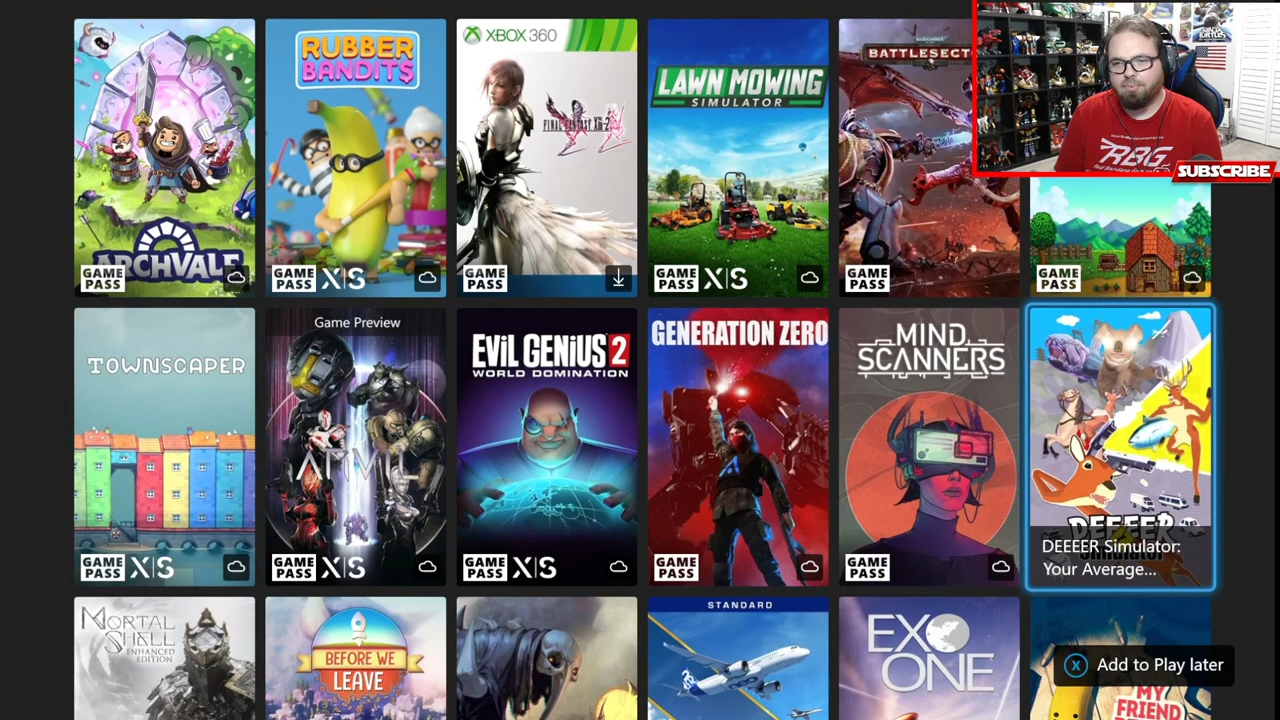 ARCHVALE
GAME
PASS
RUBBER
BANDITS
GAME
PASS X|S
XBOX 360
FINAL FANTASY XIII-2
GAME
PASS
LAWN MOWING
SIMULATOR
GAME
PASS X|S
WARHAMMER
BATTLESECT
GAME
PASS
RBG
SUBSCRIBE
GAME
PASS
TOWNSCAPER
GAME
PASS X|S
Game Preview
GAME
PASS X|S
EVIL GENIUS 2
WORLD DOMINATION
GAME
PASS X|S
GENERATION ZERO
GAME
PASS
MIND
SCANNERS
GAME
PASS
DEEEER
Simulator
DEEEER Simulator:
Your Average...
MORTAL
SHELL
ENHANCED
EDITION
BEFORE WE
LEAVE
STANDARD
EXO
ONE
MY
FRIEND
X Add to Play later